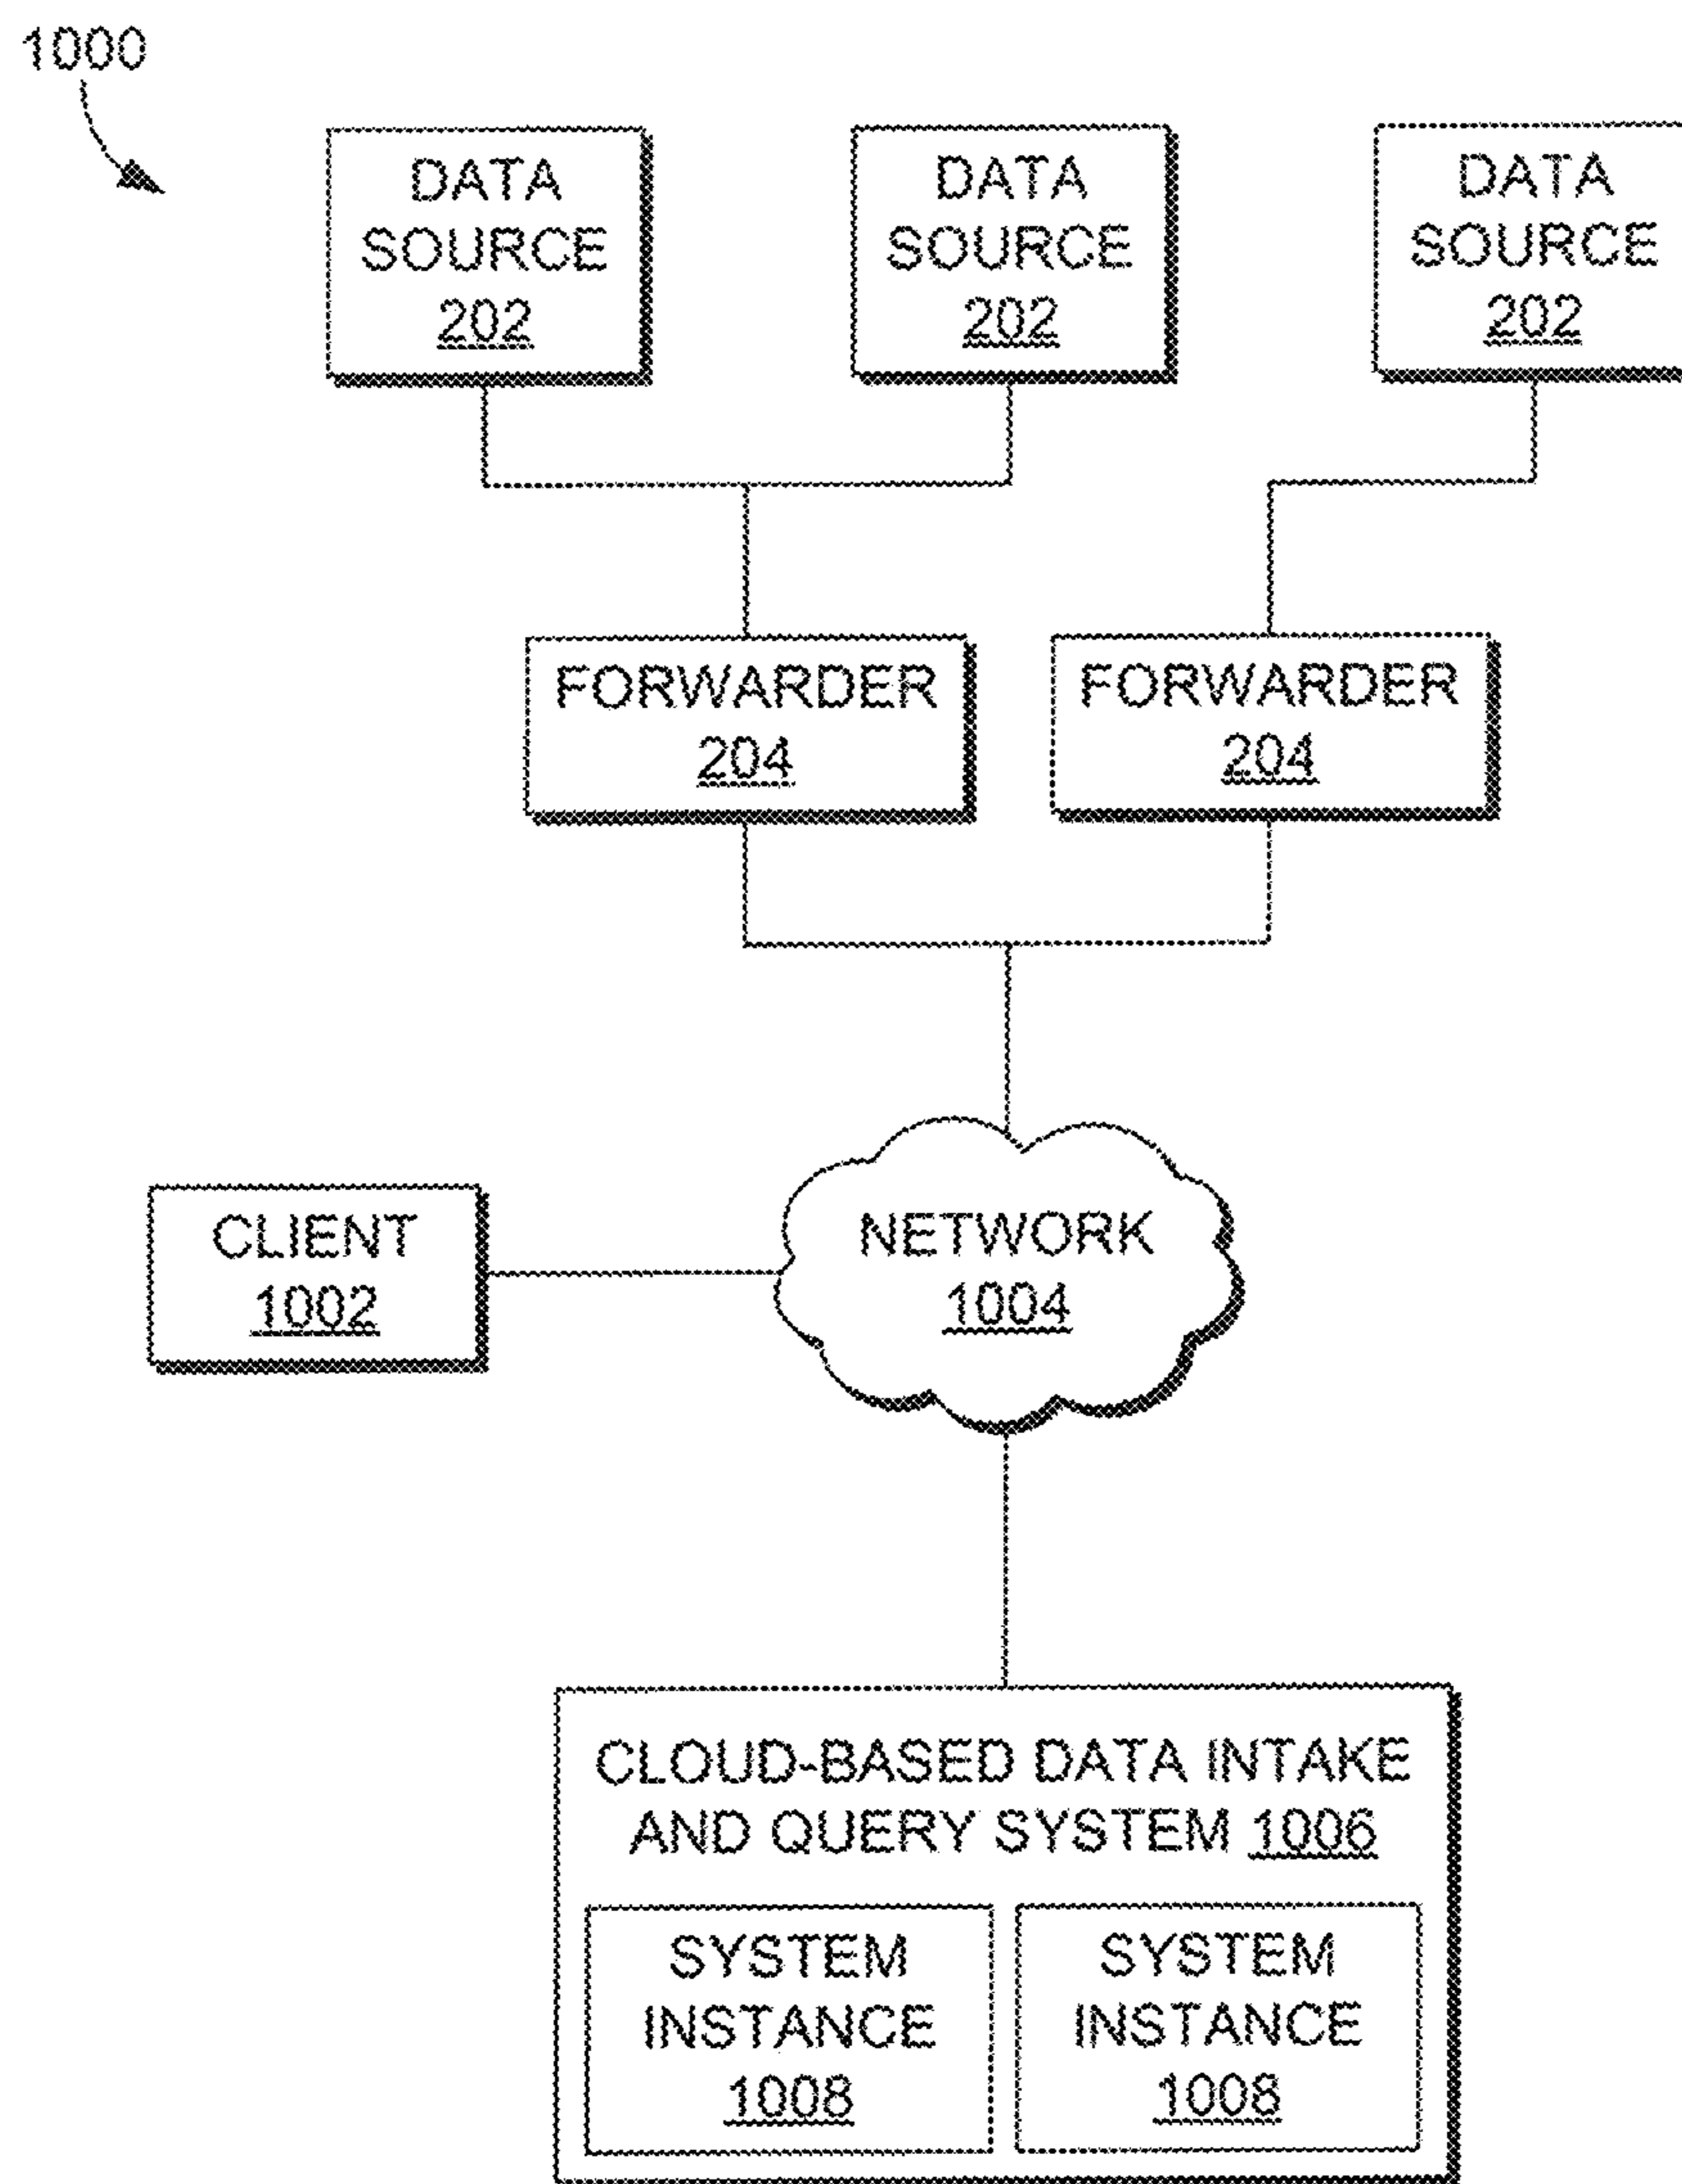 1000
DATA
SOURCE
202
DATA
SOURCE
202
DATA
SOURCE
202
FORWARDER
204
FORWARDER
204
CLIENT
1002
NETWORK
1004
CLOUD-BASED DATA INTAKE
AND QUERY SYSTEM 1006
SYSTEM
INSTANCE
1008
SYSTEM
INSTANCE
1008